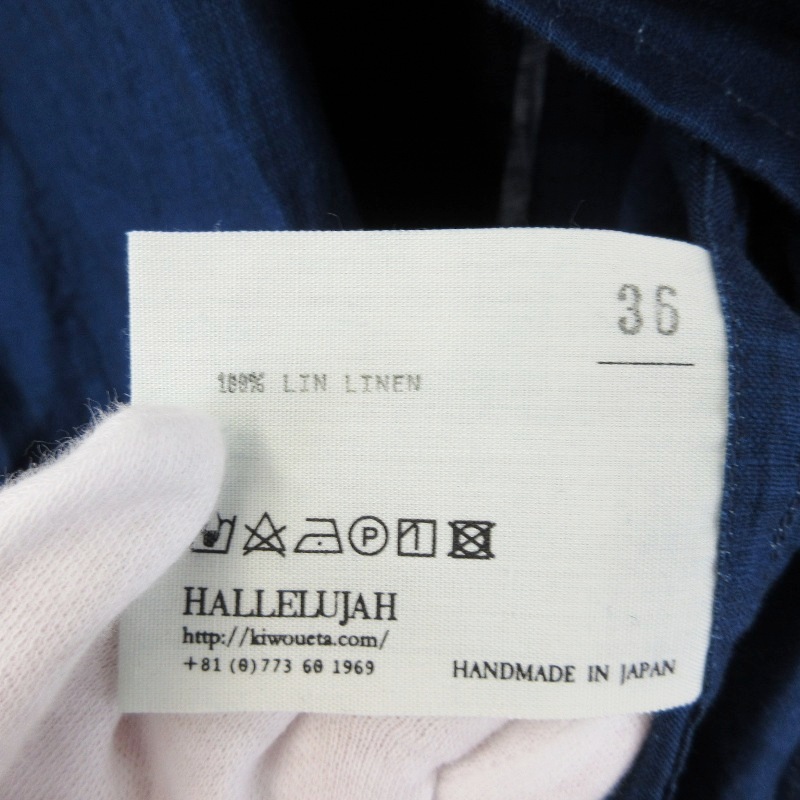 36
100% LIN LINEN
P
HALLELUJAH
http://kiwoueta.com/
+81 (0)773 60 1969
HANDMADE IN JAPAN